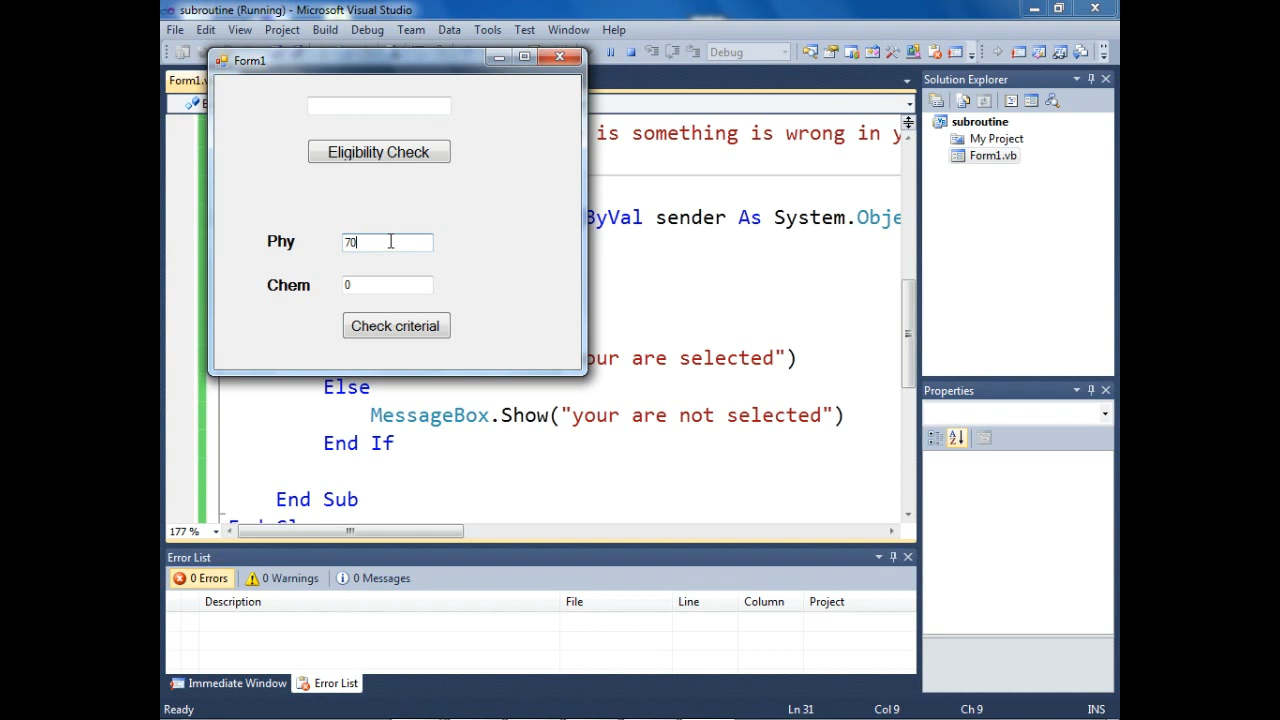 subroutine (Running) - Microsoft Visual Studio
File Edit View Project Build Debug Team Data Tools Test Window Help
Debug
Form1
Form1.v
Solution Explorer
subroutine
My Project
Form1.vb
is something is wrong in y
Eligibility Check
ByVal sender As System.Obje
Phy 70
Chem 0
Check criterial
our are selected")
Else
MessageBox.Show("your are not selected")
End If
End Sub
End Cl
Properties
177 %
Error List
0 Errors 0 Warnings 0 Messages
Description File Line Column Project
Immediate Window Error List
Ready Ln 31 Col 9 Ch 9 INS